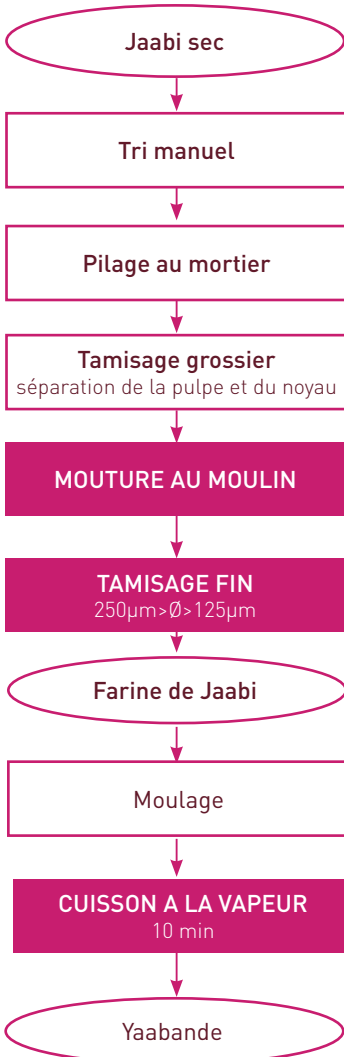 Jaabi sec
Tri manuel
Pilage au mortier
Tamisage grossier
séparation de la pulpe et du noyau
MOUTURE AU MOULIN
TAMISAGE FIN
250µm>Ø>125µm
Farine de Jaabi
Moulage
CUISSON A LA VAPEUR
10 min
Yaabande